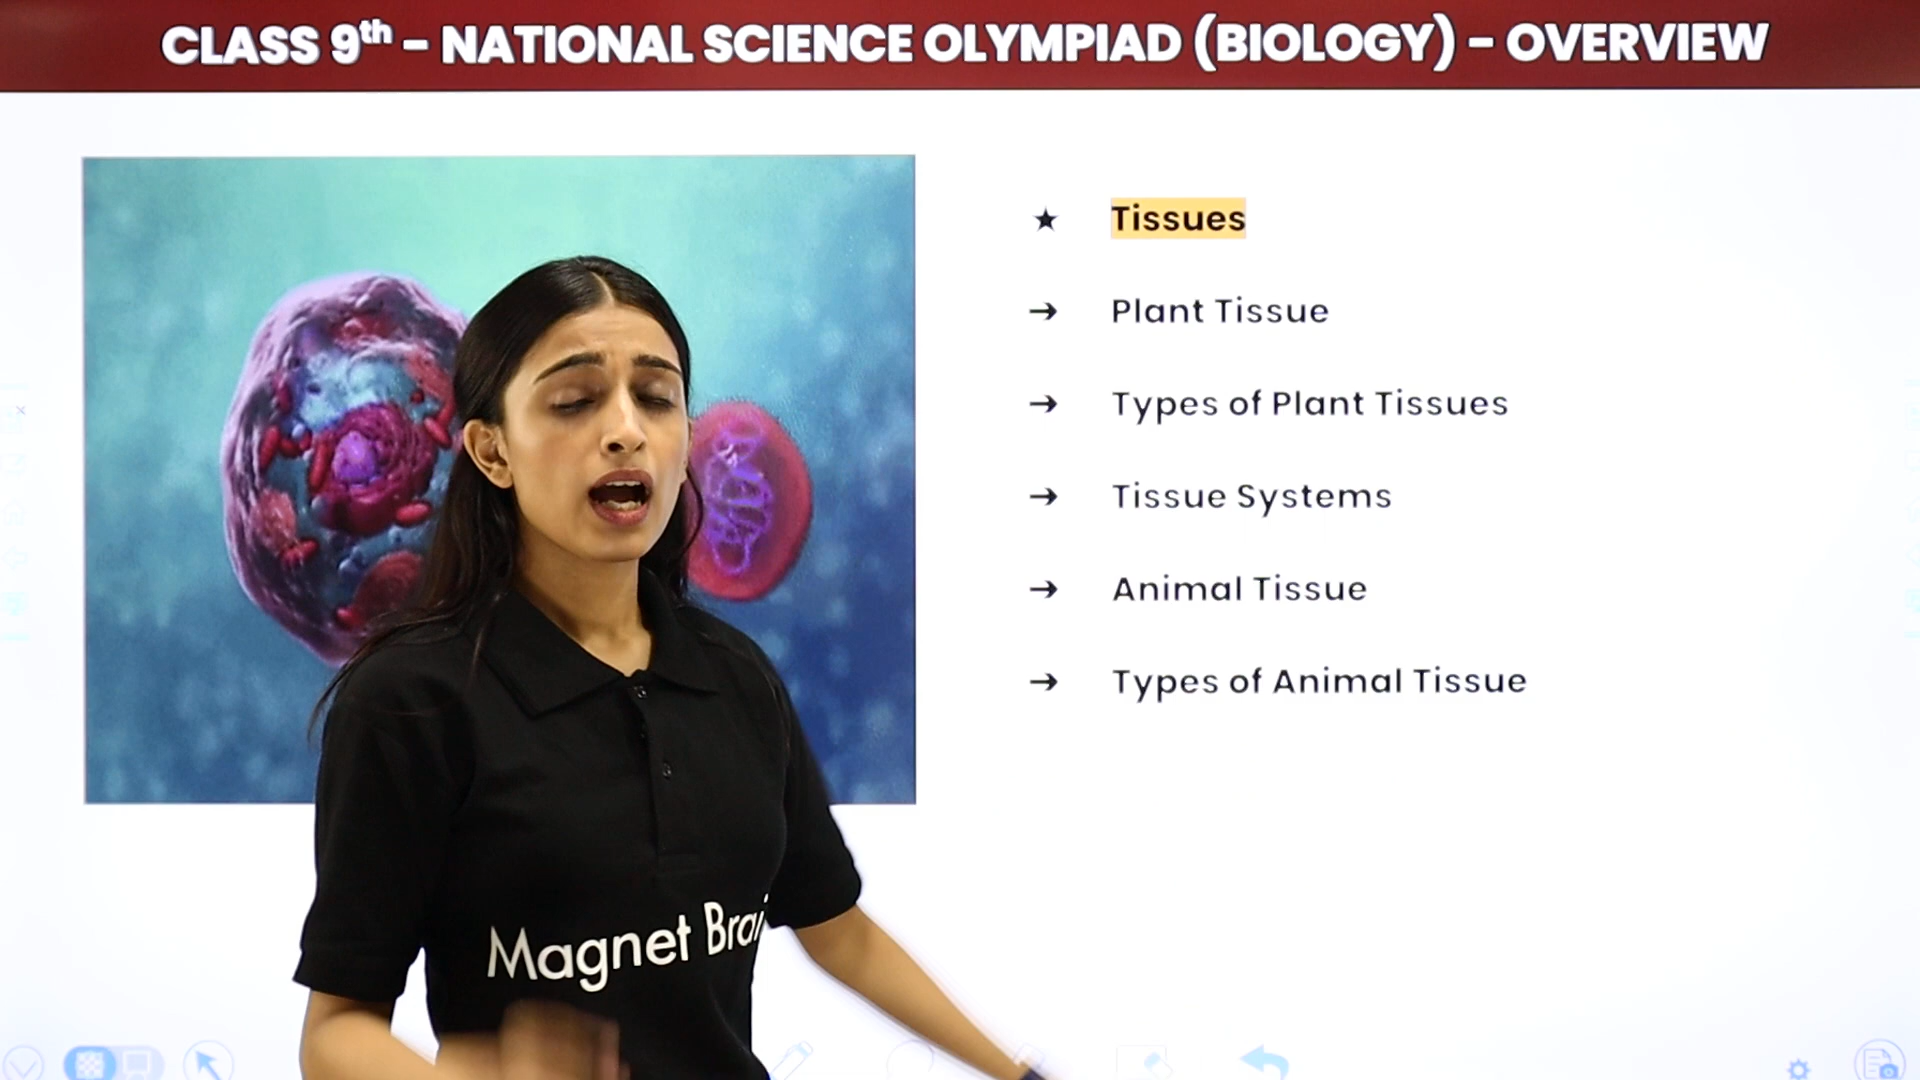 CLASS 9th - NATIONAL SCIENCE OLYMPIAD (BIOLOGY) - OVERVIEW
★ Tissues
→ Plant Tissue
→ Types of Plant Tissues
→ Tissue Systems
→ Animal Tissue
→ Types of Animal Tissue
Magnet Brai